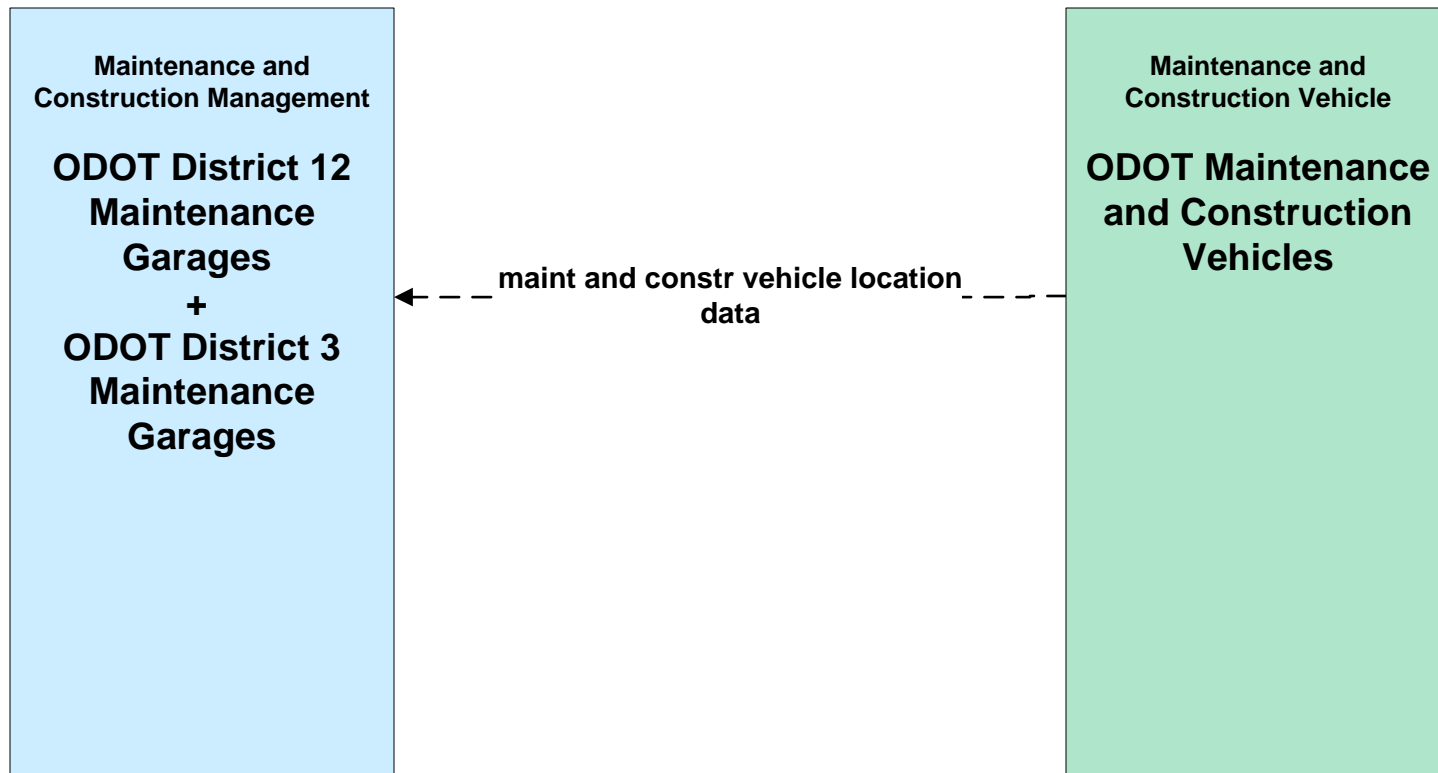 Maintenance and
Construction Management
ODOT District 12
Maintenance
Garages
+
ODOT District 3
Maintenance
Garages
maint and constr vehicle location
data
Maintenance and
Construction Vehicle
ODOT Maintenance
and Construction
Vehicles